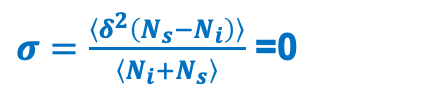 σ = ⟨δ²(Nₛ−Nᵢ)⟩ / ⟨Nᵢ+Nₛ⟩ =0